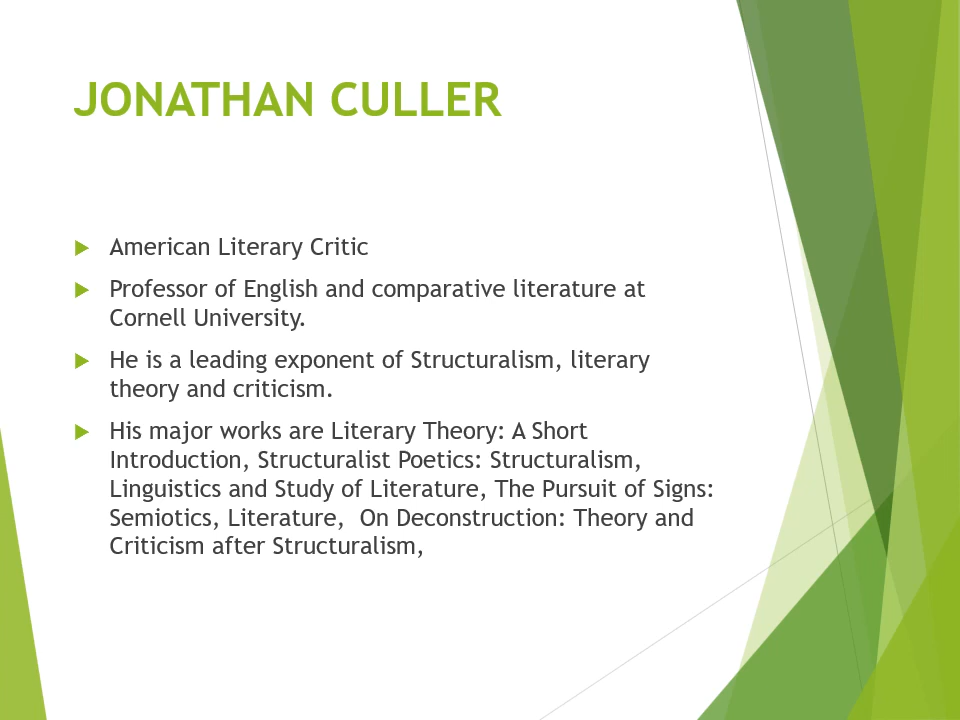 JONATHAN CULLER
American Literary Critic
Professor of English and comparative literature at
Cornell University.
He is a leading exponent of Structuralism, literary
theory and criticism.
His major works are Literary Theory: A Short
Introduction, Structuralist Poetics: Structuralism,
Linguistics and Study of Literature, The Pursuit of Signs:
Semiotics, Literature,  On Deconstruction: Theory and
Criticism after Structuralism,